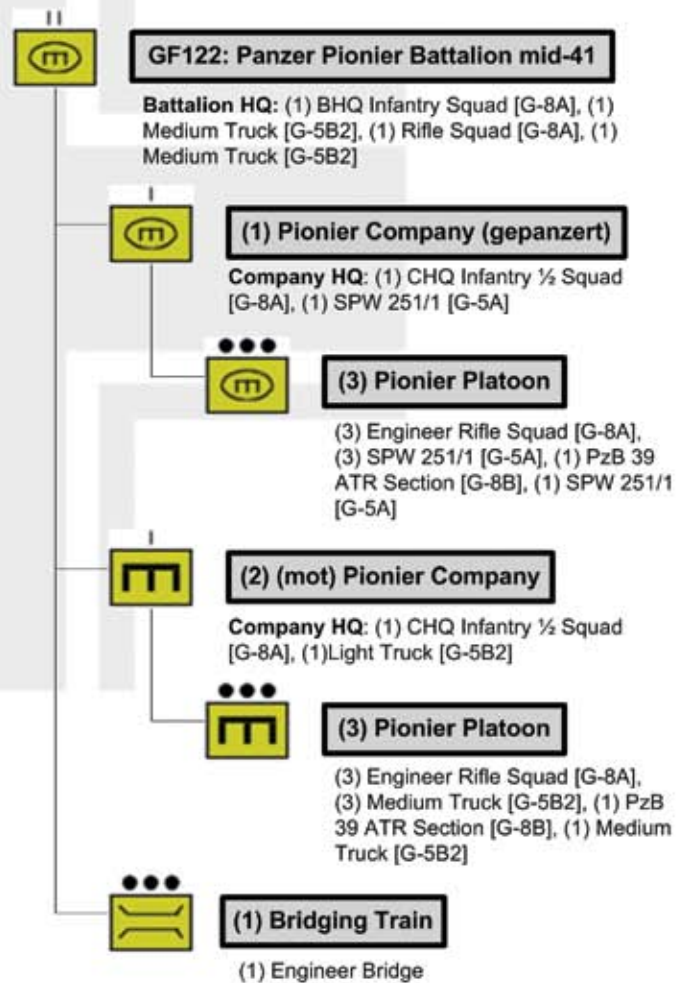 GF122: Panzer Pionier Battalion mid-41
Battalion HQ: (1) BHQ Infantry Squad [G-8A], (1)
Medium Truck [G-5B2], (1) Rifle Squad [G-8A], (1)
Medium Truck [G-5B2]
(1) Pionier Company (gepanzert)
Company HQ: (1) CHQ Infantry ½ Squad
[G-8A], (1) SPW 251/1 [G-5A]
(3) Pionier Platoon
(3) Engineer Rifle Squad [G-8A],
(3) SPW 251/1 [G-5A], (1) PzB 39
ATR Section [G-8B], (1) SPW 251/1
[G-5A]
(2) (mot) Pionier Company
Company HQ: (1) CHQ Infantry ½ Squad
[G-8A], (1)Light Truck [G-5B2]
(3) Pionier Platoon
(3) Engineer Rifle Squad [G-8A],
(3) Medium Truck [G-5B2], (1) PzB
39 ATR Section [G-8B], (1) Medium
Truck [G-5B2]
(1) Bridging Train
(1) Engineer Bridge